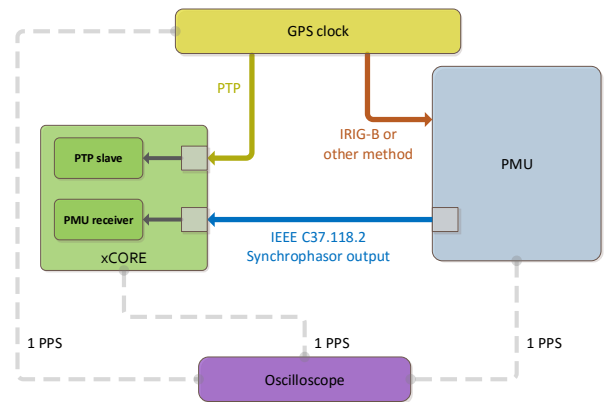 GPS clock
PTP
IRIG-B or
other method
PTP slave
PMU
PMU receiver
IEEE C37.118.2
Synchrophasor output
xCORE
1 PPS
1 PPS
1 PPS
Oscilloscope